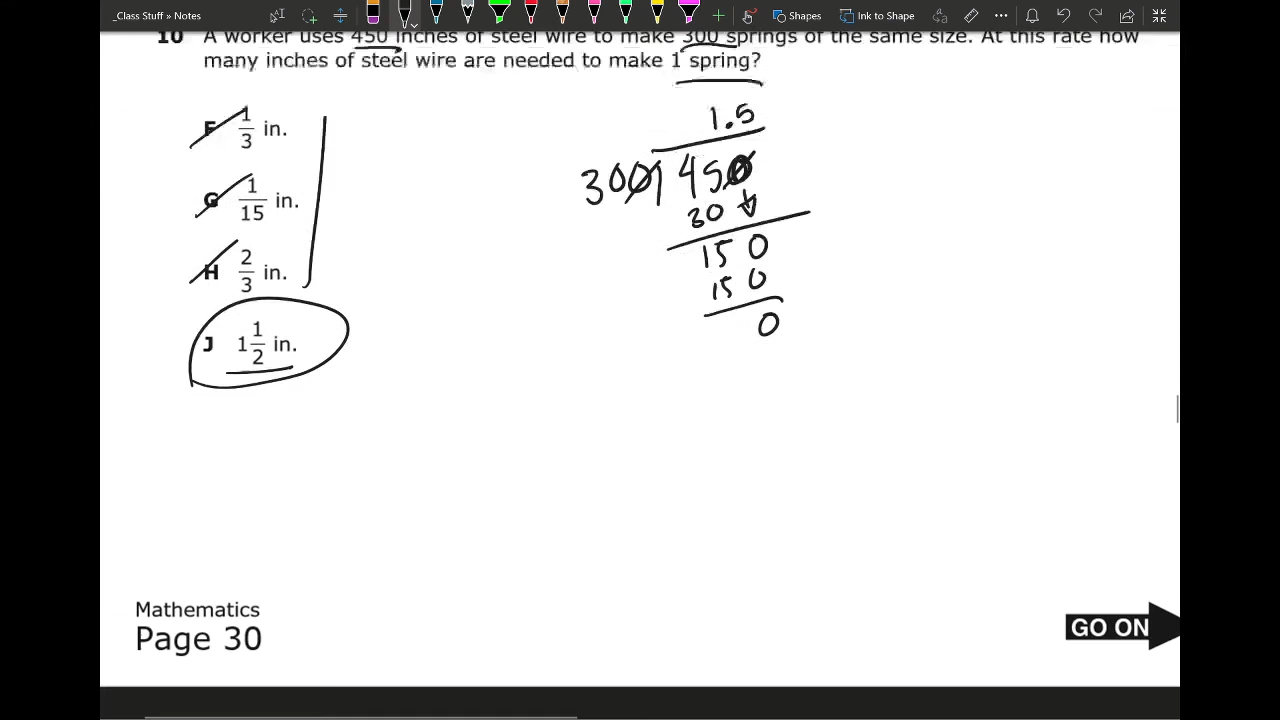 _Class Stuff » Notes
Shapes
Ink to Shape
10 A worker uses 450 inches of steel wire to make 300 springs of the same size. At this rate how
many inches of steel wire are needed to make 1 spring?
F 1/3 in.
G 1/15 in.
H 2/3 in.
J 1 1/2 in.
1.5
300 450
30
150
150
0
Mathematics
Page 30
GO ON